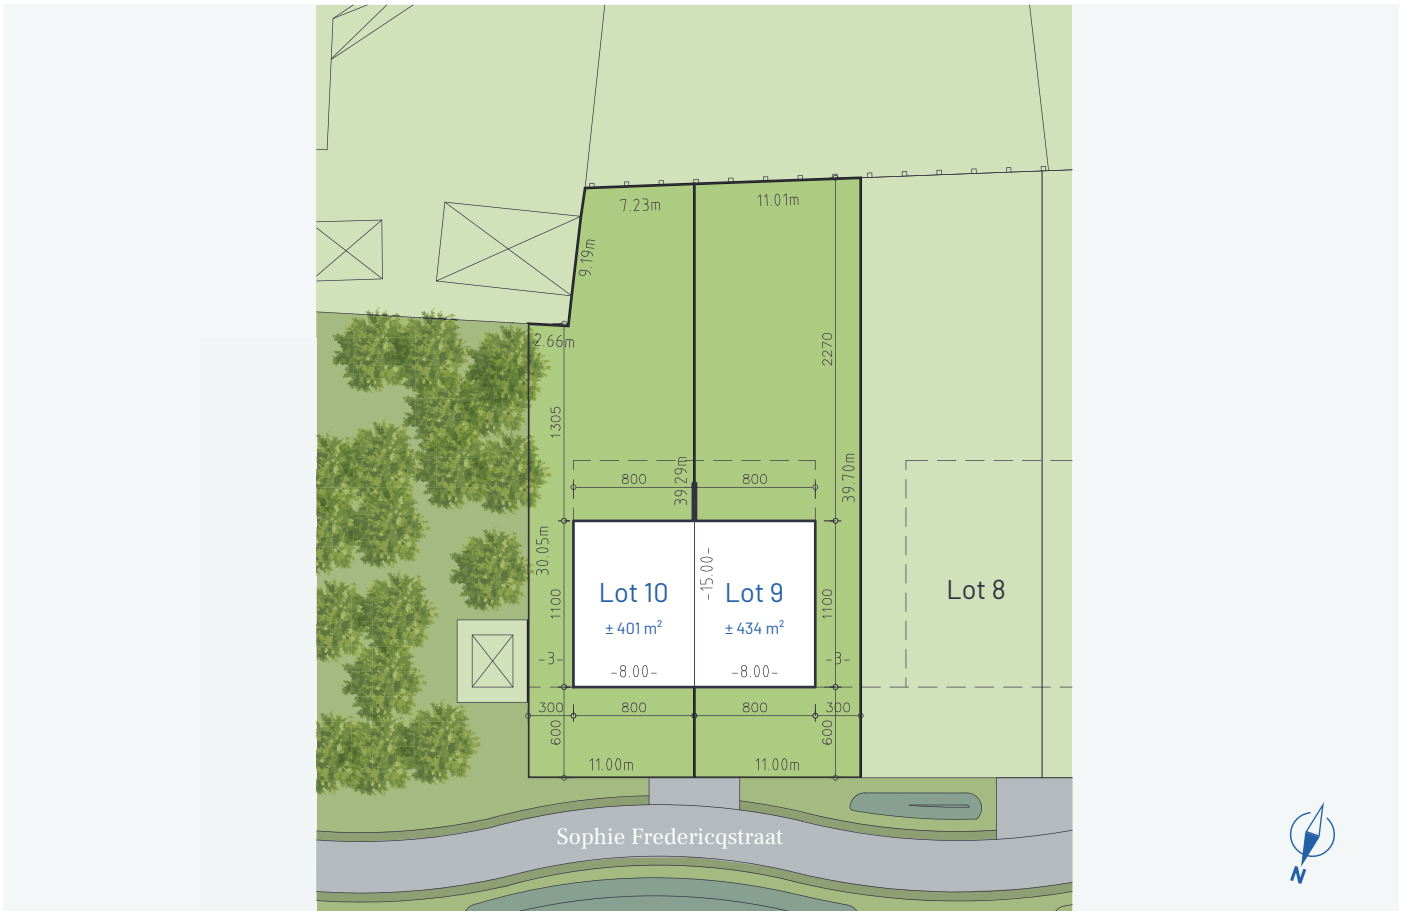 7.23m
11.01m
9.19m
2.66m
1305
2270
800
800
39.29m
39.70m
30.05m
1100
-15.00-
1100
Lot 10
Lot 9
Lot 8
± 401 m²
± 434 m²
-3-
-8.00-
-8.00-
-3-
300
800
800
300
600
600
11.00m
11.00m
Sophie Fredericqstraat
N